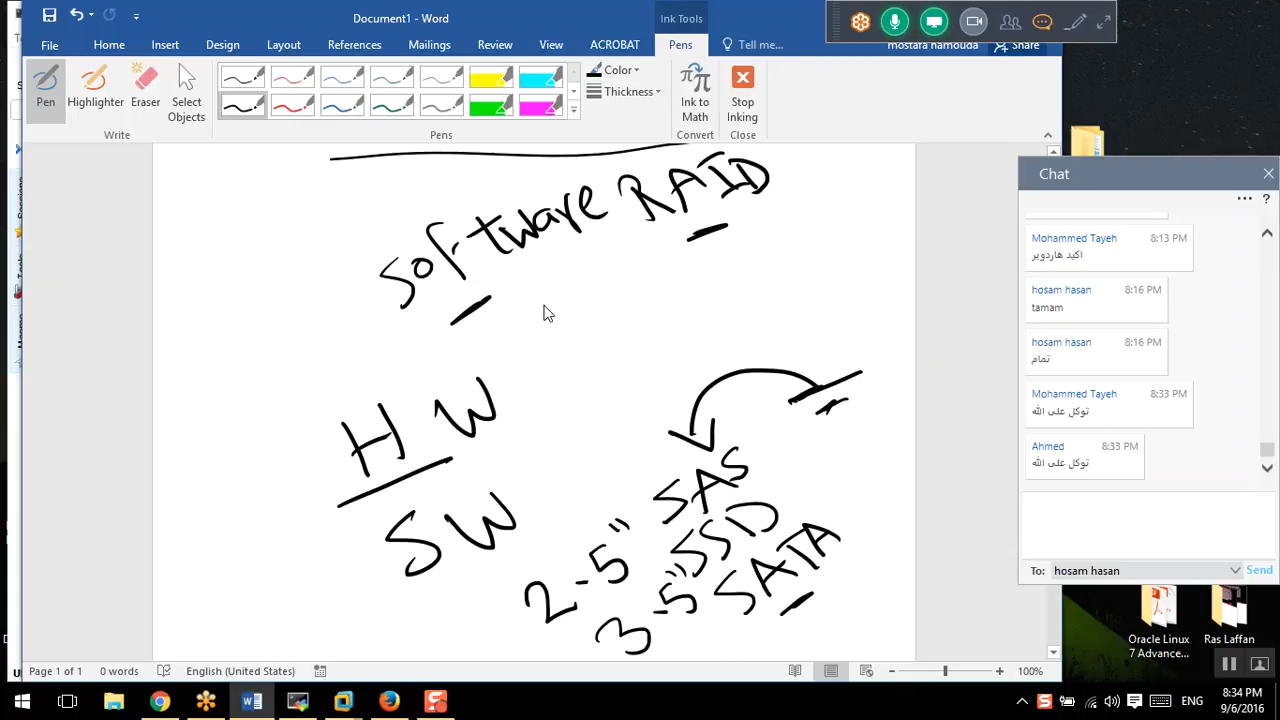 Document1 - Word
Ink Tools
mostafa hamouda
Share
File
Home
Insert
Design
Layout
References
Mailings
Review
View
ACROBAT
Pens
Tell me...
Pen
Highlighter
Eraser
Select Objects
Color
Thickness
Ink to Math
Stop Inking
Write
Pens
Convert
Close
software RAID
HW
SW
SAS
2.5" SSD
3.5" SATA
Chat
Mohammed Tayeh 8:13 PM
اكيد هاردوير
hosam hasan 8:16 PM
tamam
hosam hasan 8:16 PM
تمام
Mohammed Tayeh 8:33 PM
توكل على الله
Ahmed 8:33 PM
توكل على الله
To: hosam hasan
Send
Oracle Linux 7 Advance...
Ras Laffan
Page 1 of 1
0 words
English (United States)
100%
ENG
8:34 PM
9/6/2016